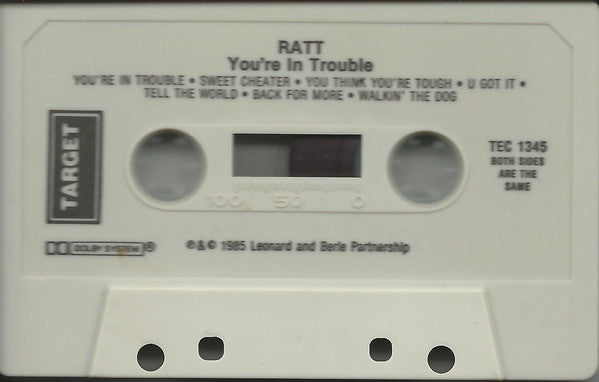 RATT
You're In Trouble
YOU'RE IN TROUBLE • SWEET CHEATER • YOU THINK YOU'RE TOUGH • U GOT IT •
TELL THE WORLD • BACK FOR MORE • WALKIN' THE DOG
TARGET
TEC 1345
BOTH SIDES
ARE THE
SAME
100 50 0
DOLBY SYSTEM ®
℗ & © 1985 Leonard and Berle Partnership